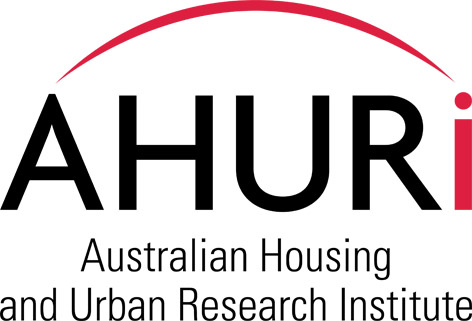 AHURi
Australian Housing
and Urban Research Institute